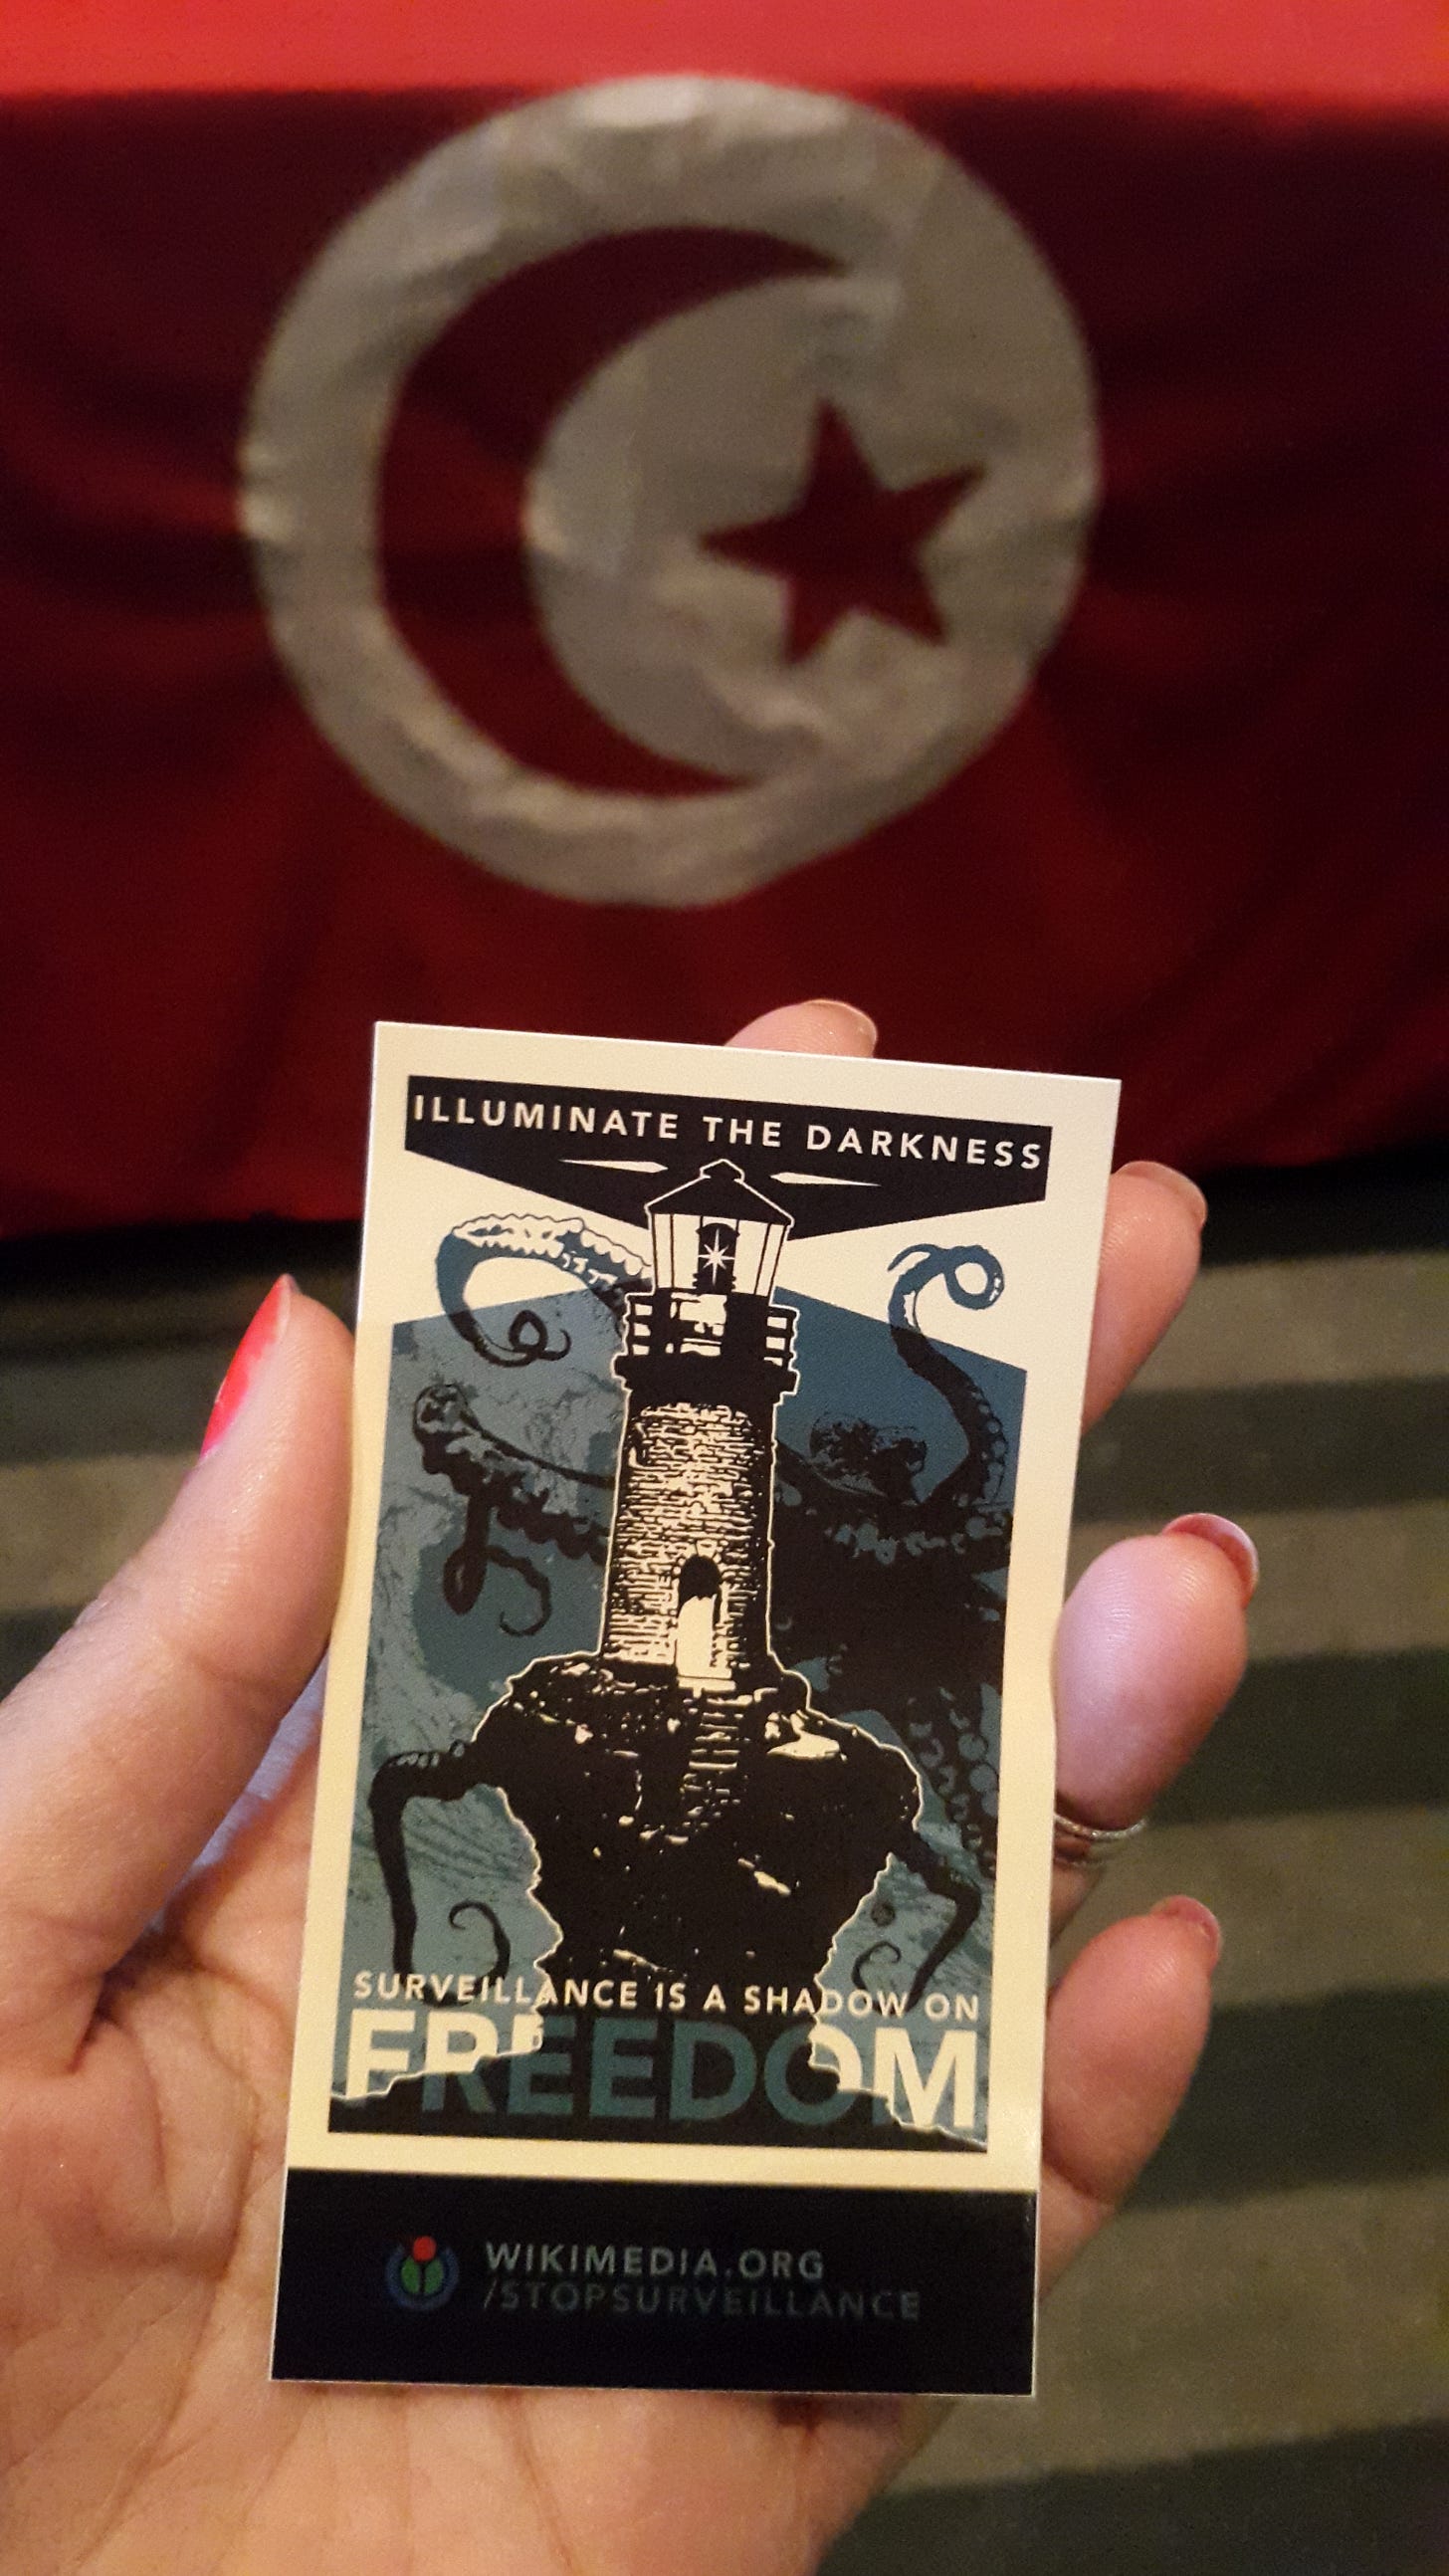 ILLUMINATE THE DARKNESS
SURVEILLANCE IS A SHADOW ON
FREEDOM
WIKIMEDIA.ORG
/STOPSURVEILLANCE